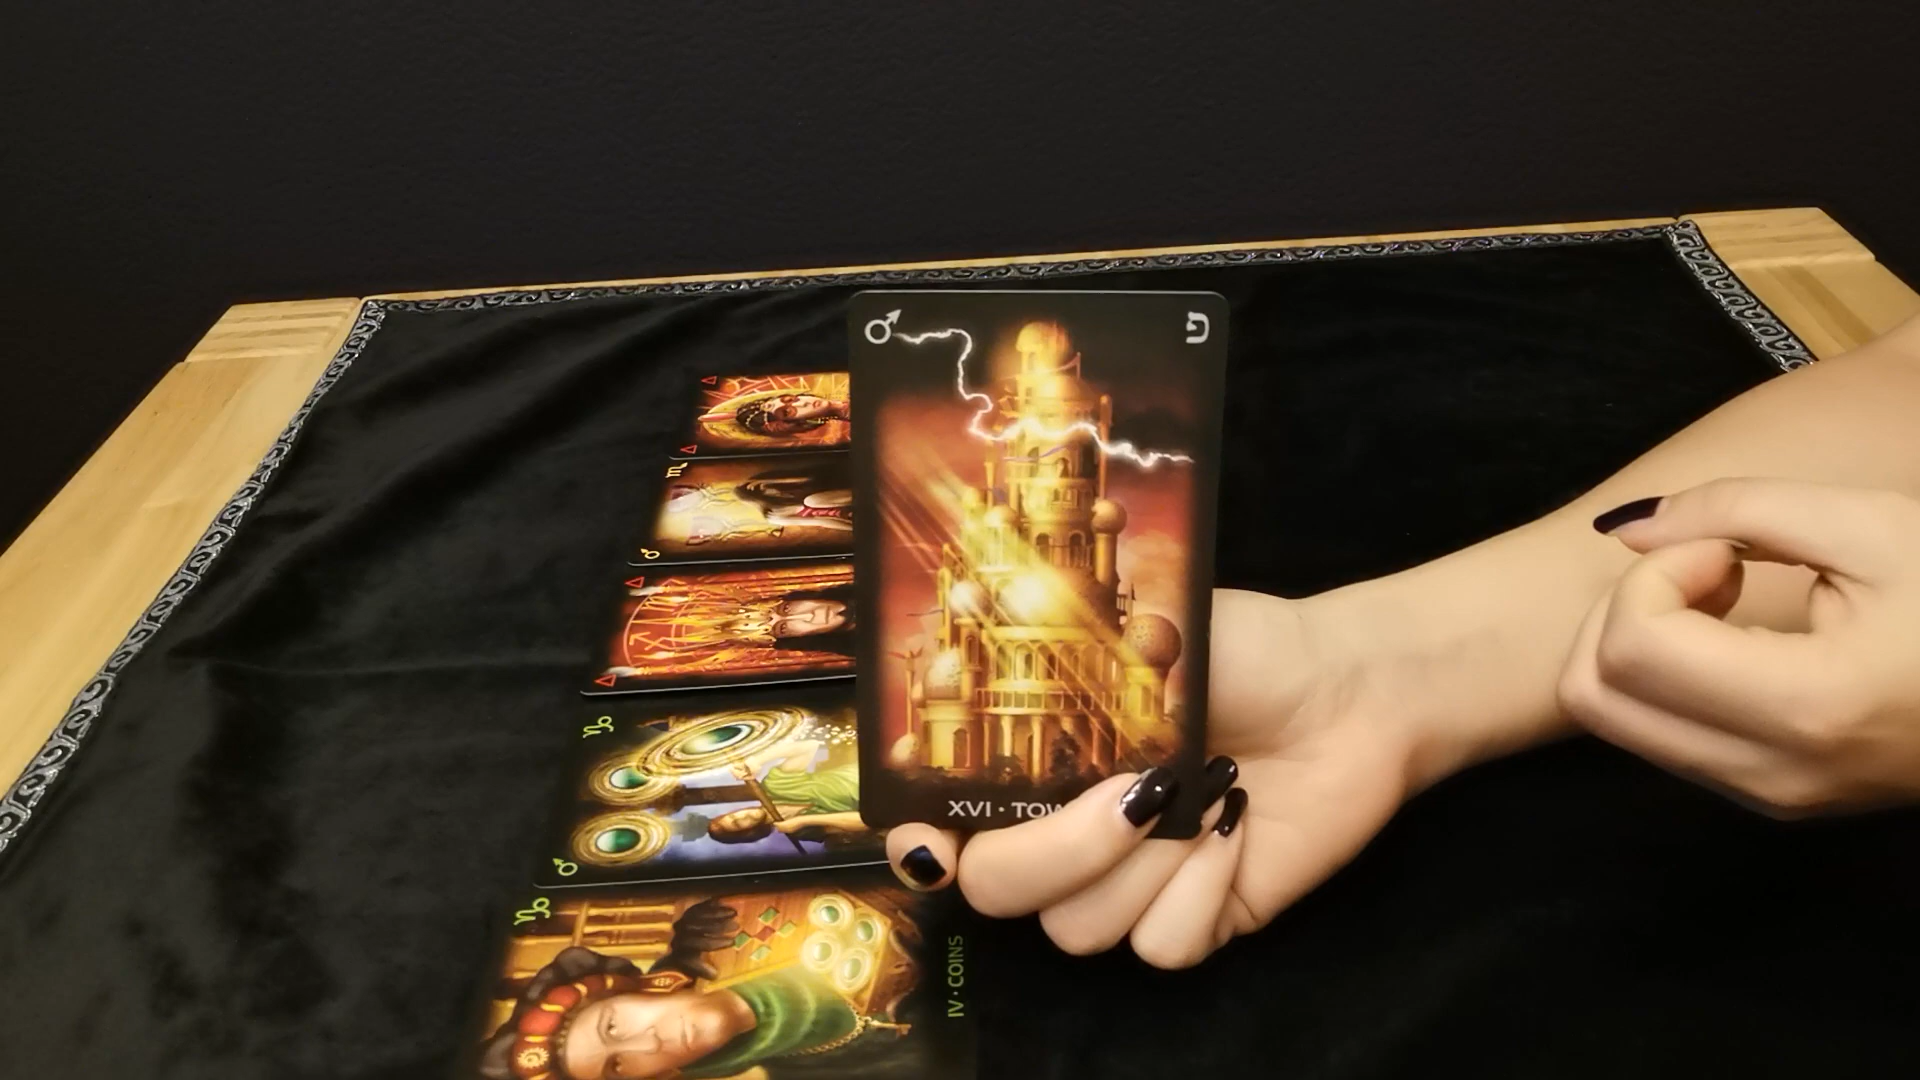 ש
XVI · TOW
IV · COINS